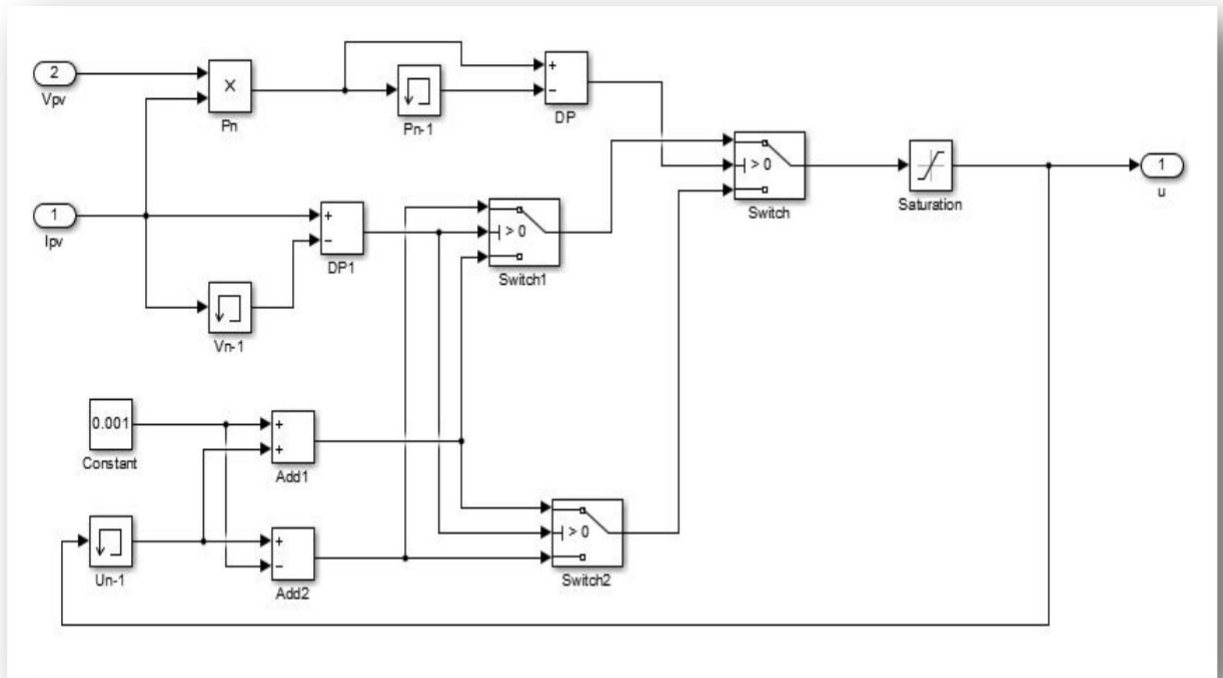 2
Vpv
×
Pn
Pn-1
+
−
DP
> 0
Switch
Saturation
1
u
1
Ipv
+
−
DP1
> 0
Switch1
Vn-1
0.001
Constant
+
+
Add1
Un-1
+
−
Add2
> 0
Switch2